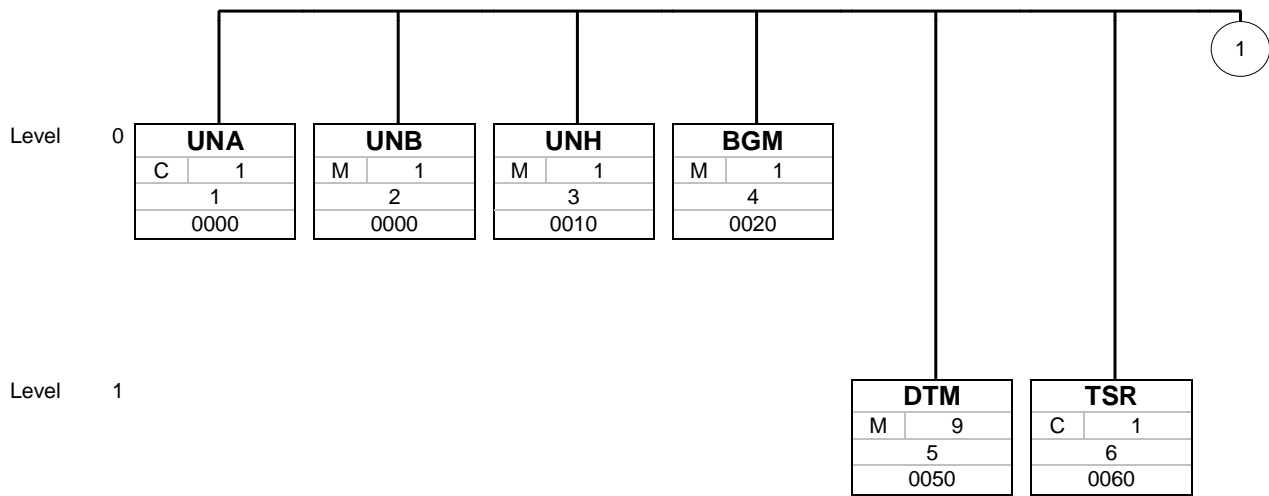 1
Level 0
UNA UNB UNH BGM
C 1 M 1 M 1 M 1
1 2 3 4
0000 0000 0010 0020
Level 1
DTM TSR
M 9 C 1
5 6
0050 0060